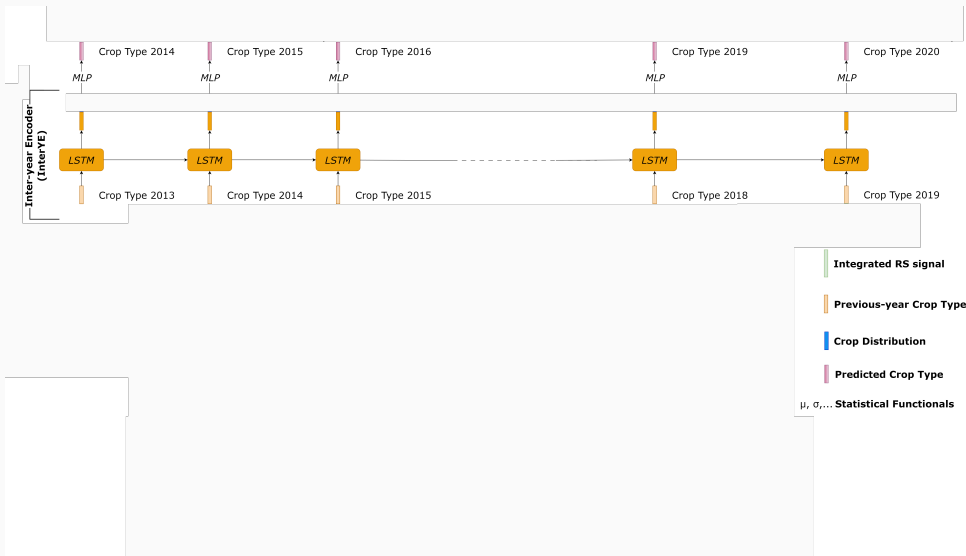 Crop Type 2014 Crop Type 2015 Crop Type 2016 Crop Type 2019 Crop Type 2020
MLP MLP MLP MLP MLP
Inter-year Encoder
(InterYE)
LSTM LSTM LSTM LSTM LSTM
Crop Type 2013 Crop Type 2014 Crop Type 2015 Crop Type 2018 Crop Type 2019
Integrated RS signal
Previous-year Crop Type
Crop Distribution
Predicted Crop Type
μ, σ,... Statistical Functionals